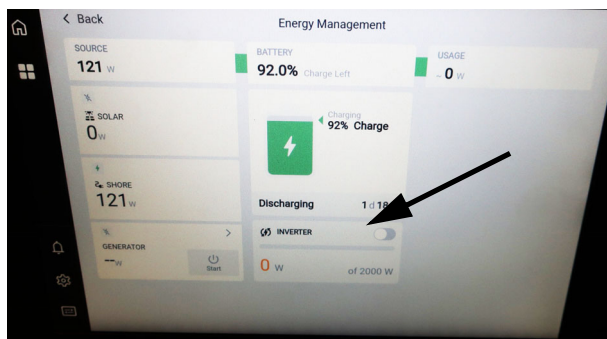 Back
Energy Management
SOURCE
121 W
BATTERY
92.0% Charge Left
USAGE
- 0 W
SOLAR
0 W
Charging
92% Charge
SHORE
121 W
Discharging 1 d 18
INVERTER
GENERATOR
-- W
Start
0 W of 2000 W